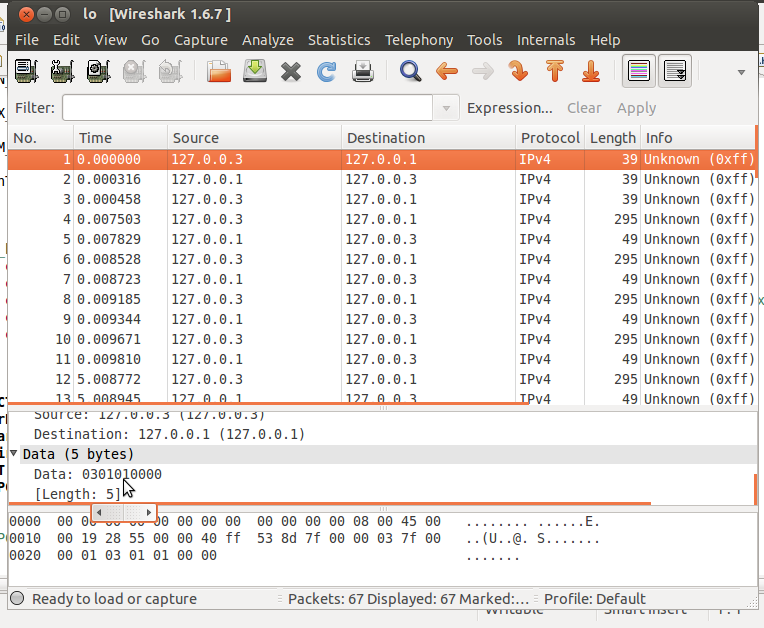 lo [Wireshark 1.6.7 ]
File Edit View Go Capture Analyze Statistics Telephony Tools Internals Help
Filter: Expression... Clear Apply
No. Time Source Destination Protocol Length Info
1 0.000000 127.0.0.3 127.0.0.1 IPv4 39 Unknown (0xff)
2 0.000316 127.0.0.1 127.0.0.3 IPv4 39 Unknown (0xff)
3 0.000458 127.0.0.3 127.0.0.1 IPv4 39 Unknown (0xff)
4 0.007503 127.0.0.3 127.0.0.1 IPv4 295 Unknown (0xff)
5 0.007829 127.0.0.1 127.0.0.3 IPv4 49 Unknown (0xff)
6 0.008528 127.0.0.3 127.0.0.1 IPv4 295 Unknown (0xff)
7 0.008723 127.0.0.1 127.0.0.3 IPv4 49 Unknown (0xff)
8 0.009185 127.0.0.3 127.0.0.1 IPv4 295 Unknown (0xff)
9 0.009344 127.0.0.1 127.0.0.3 IPv4 49 Unknown (0xff)
10 0.009671 127.0.0.3 127.0.0.1 IPv4 295 Unknown (0xff)
11 0.009810 127.0.0.1 127.0.0.3 IPv4 49 Unknown (0xff)
12 5.008772 127.0.0.3 127.0.0.1 IPv4 295 Unknown (0xff)
13 5.008945 127.0.0.1 127.0.0.3 IPv4 49 Unknown (0xff)
Source: 127.0.0.3 (127.0.0.3)
Destination: 127.0.0.1 (127.0.0.1)
Data (5 bytes)
Data: 0301010000
[Length: 5]
0000 00 00 00 00 00 00 00 00 00 00 00 00 08 00 45 00 ........ ......E.
0010 00 19 28 55 00 00 40 ff 53 8d 7f 00 00 03 7f 00 ..(U..@. S.......
0020 00 01 03 01 01 00 00 .......
Ready to load or capture Packets: 67 Displayed: 67 Marked:... Profile: Default
Writable Smart Insert